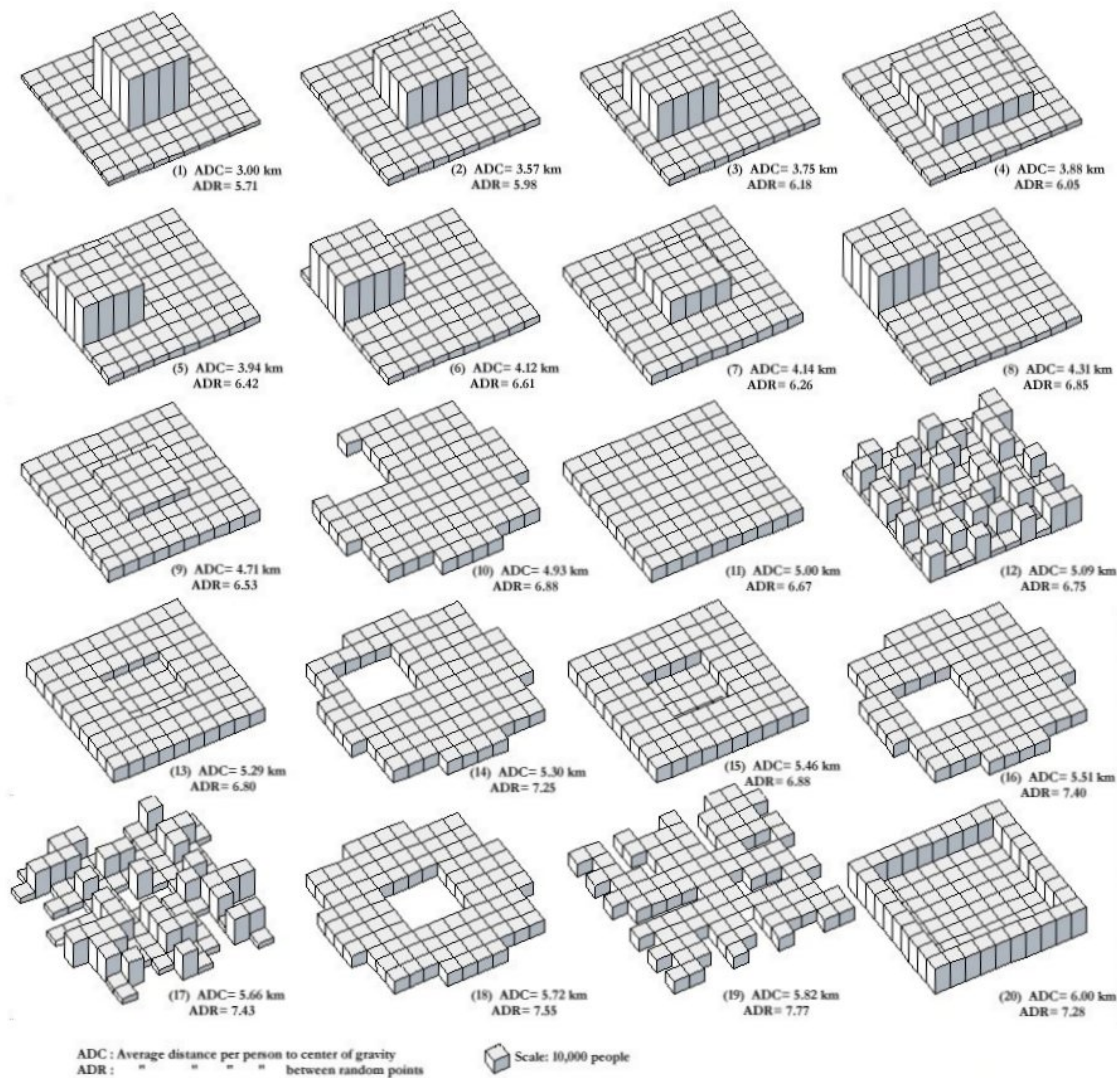 (1) ADC= 3.00 km
ADR= 5.71
(2) ADC= 3.57 km
ADR= 5.98
(3) ADC= 3.75 km
ADR= 6.18
(4) ADC= 3.88 km
ADR= 6.05
(5) ADC= 3.94 km
ADR= 6.42
(6) ADC= 4.12 km
ADR= 6.61
(7) ADC= 4.14 km
ADR= 6.26
(8) ADC= 4.31 km
ADR= 6.85
(9) ADC= 4.71 km
ADR= 6.53
(10) ADC= 4.93 km
ADR= 6.88
(11) ADC= 5.00 km
ADR= 6.67
(12) ADC= 5.09 km
ADR= 6.75
(13) ADC= 5.29 km
ADR= 6.80
(14) ADC= 5.30 km
ADR= 7.25
(15) ADC= 5.46 km
ADR= 6.88
(16) ADC= 5.51 km
ADR= 7.40
(17) ADC= 5.66 km
ADR= 7.43
(18) ADC= 5.72 km
ADR= 7.55
(19) ADC= 5.82 km
ADR= 7.77
(20) ADC= 6.00 km
ADR= 7.28
ADC : Average distance per person to center of gravity
ADR : " " " " between random points
Scale: 10,000 people